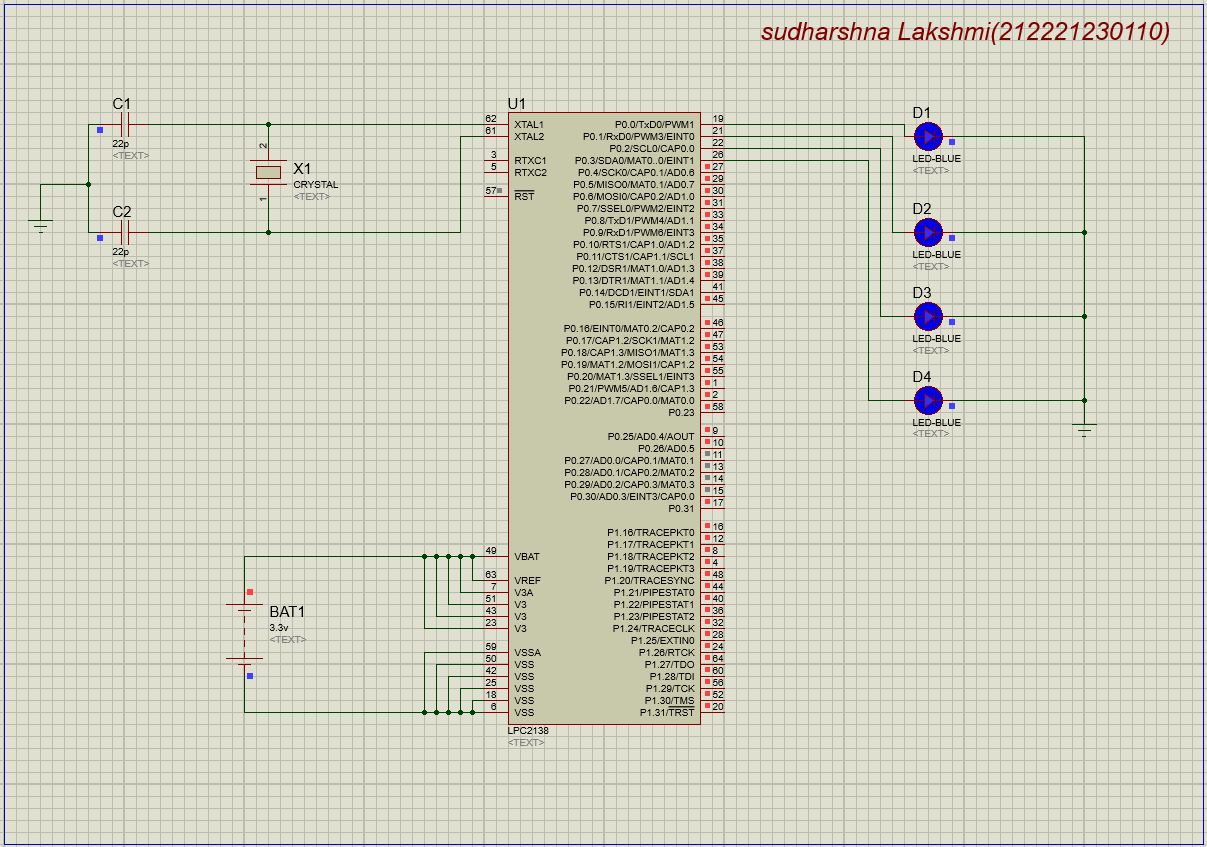 sudharshna Lakshmi(212221230110)
C1
22p
<TEXT>
C2
22p
<TEXT>
2
X1
CRYSTAL
<TEXT>
1
U1
62 XTAL1
61 XTAL2
3 RTXC1
5 RTXC2
57 RST
49 VBAT
63 VREF
7 V3A
51 V3
43 V3
23 V3
59 VSSA
50 VSS
42 VSS
25 VSS
18 VSS
6 VSS
P0.0/TxD0/PWM1 19
P0.1/RxD0/PWM3/EINT0 21
P0.2/SCL0/CAP0.0 22
P0.3/SDA0/MAT0..0/EINT1 26
P0.4/SCK0/CAP0.1/AD0.6 27
P0.5/MISO0/MAT0.1/AD0.7 29
P0.6/MOSI0/CAP0.2/AD1.0 30
P0.7/SSEL0/PWM2/EINT2 31
P0.8/TxD1/PWM4/AD1.1 33
P0.9/RxD1/PWM6/EINT3 34
P0.10/RTS1/CAP1.0/AD1.2 35
P0.11/CTS1/CAP1.1/SCL1 37
P0.12/DSR1/MAT1.0/AD1.3 38
P0.13/DTR1/MAT1.1/AD1.4 39
P0.14/DCD1/EINT1/SDA1 41
P0.15/RI1/EINT2/AD1.5 45
P0.16/EINT0/MAT0.2/CAP0.2 46
P0.17/CAP1.2/SCK1/MAT1.2 47
P0.18/CAP1.3/MISO1/MAT1.3 53
P0.19/MAT1.2/MOSI1/CAP1.2 54
P0.20/MAT1.3/SSEL1/EINT3 55
P0.21/PWM5/AD1.6/CAP1.3 1
P0.22/AD1.7/CAP0.0/MAT0.0 2
P0.23 58
P0.25/AD0.4/AOUT 9
P0.26/AD0.5 10
P0.27/AD0.0/CAP0.1/MAT0.1 11
P0.28/AD0.1/CAP0.2/MAT0.2 13
P0.29/AD0.2/CAP0.3/MAT0.3 14
P0.30/AD0.3/EINT3/CAP0.0 15
P0.31 17
P1.16/TRACEPKT0 16
P1.17/TRACEPKT1 12
P1.18/TRACEPKT2 8
P1.19/TRACEPKT3 4
P1.20/TRACESYNC 48
P1.21/PIPESTAT0 44
P1.22/PIPESTAT1 40
P1.23/PIPESTAT2 36
P1.24/TRACECLK 32
P1.25/EXTIN0 28
P1.26/RTCK 24
P1.27/TDO 64
P1.28/TDI 60
P1.29/TCK 56
P1.30/TMS 52
P1.31/TRST 20
LPC2138
<TEXT>
BAT1
3.3v
<TEXT>
D1
LED-BLUE
<TEXT>
D2
LED-BLUE
<TEXT>
D3
LED-BLUE
<TEXT>
D4
LED-BLUE
<TEXT>